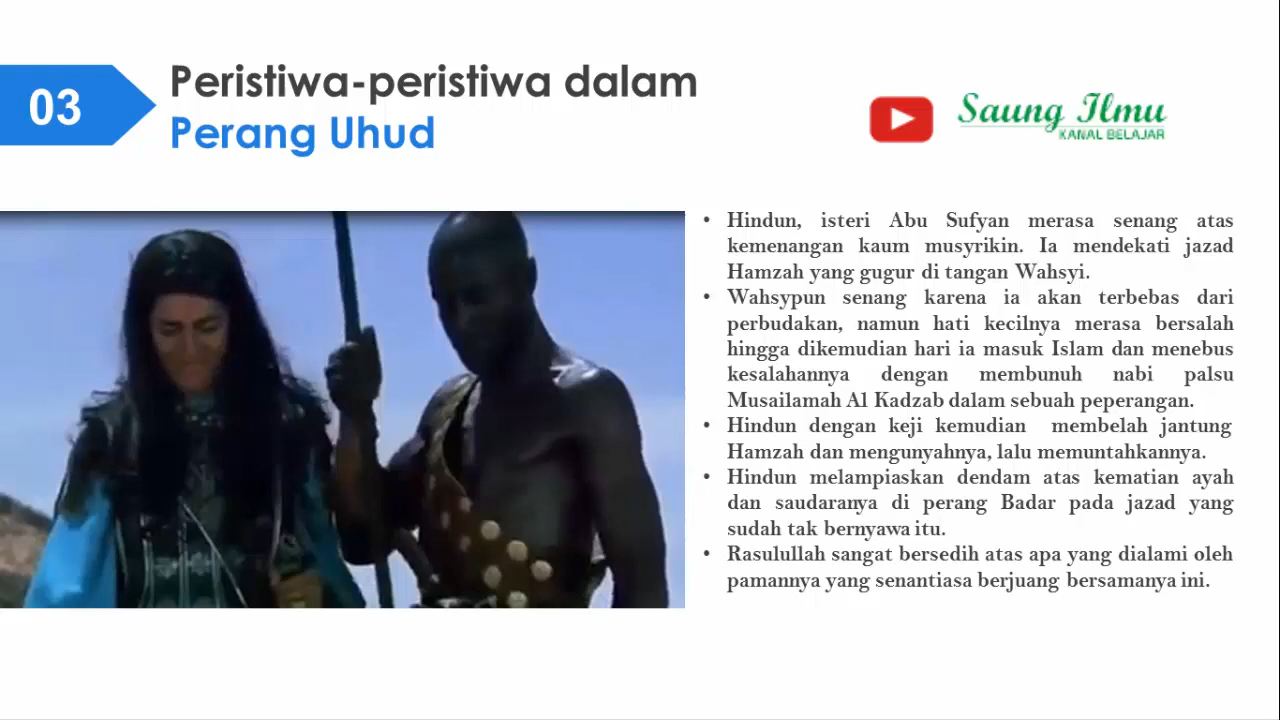 03
Peristiwa-peristiwa dalam
Perang Uhud
Saung Ilmu
KANAL BELAJAR
• Hindun, isteri Abu Sufyan merasa senang atas
kemenangan kaum musyrikin. Ia mendekati jazad
Hamzah yang gugur di tangan Wahsyi.
• Wahsypun senang karena ia akan terbebas dari
perbudakan, namun hati kecilnya merasa bersalah
hingga dikemudian hari ia masuk Islam dan menebus
kesalahannya dengan membunuh nabi palsu
Musailamah Al Kadzab dalam sebuah peperangan.
• Hindun dengan keji kemudian membelah jantung
Hamzah dan mengunyahnya, lalu memuntahkannya.
• Hindun melampiaskan dendam atas kematian ayah
dan saudaranya di perang Badar pada jazad yang
sudah tak bernyawa itu.
• Rasulullah sangat bersedih atas apa yang dialami oleh
pamannya yang senantiasa berjuang bersamanya ini.